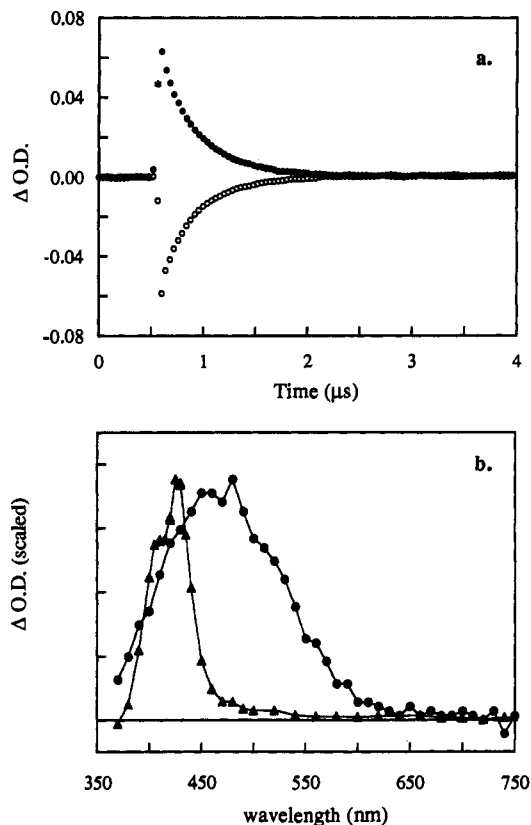 0.08
a.
0.04
Δ O.D.
0.00
-0.04
-0.08
0 1 2 3 4
Time (μs)
b.
Δ O.D. (scaled)
350 450 550 650 750
wavelength (nm)